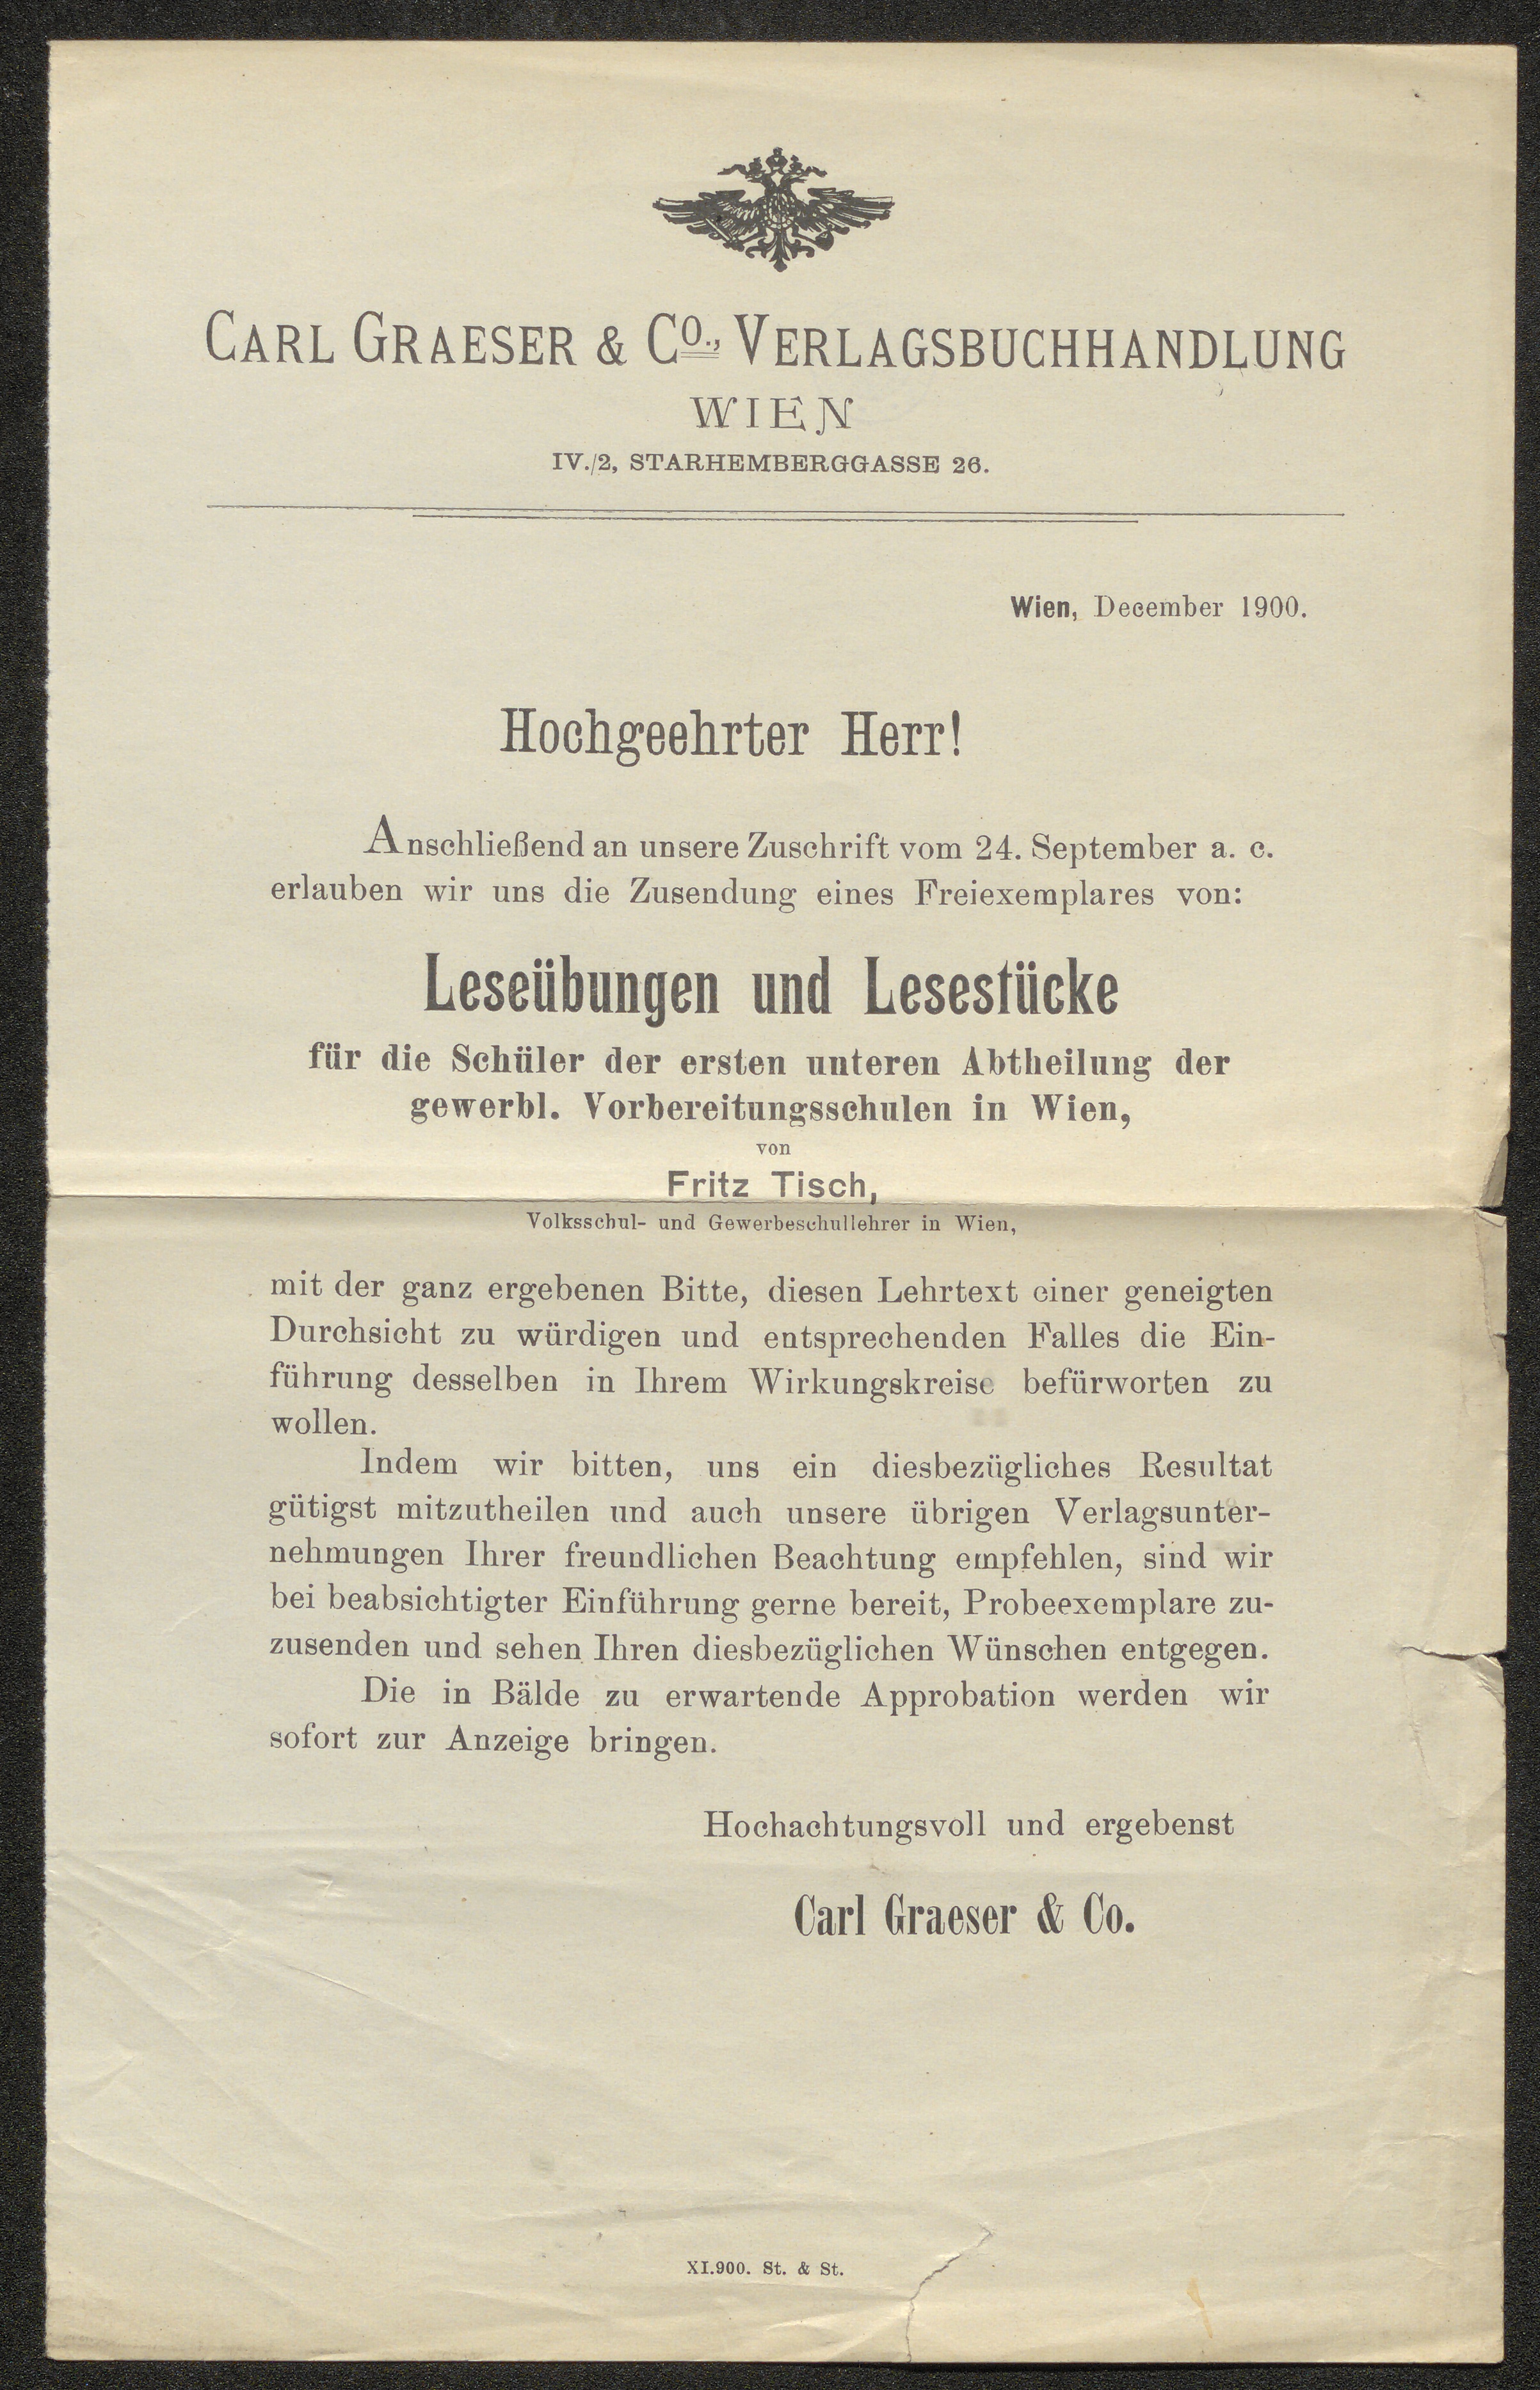 CARL GRAESER & CO., VERLAGSBUCHHANDLUNG
WIEN
IV./2, STARHEMBERGGASSE 26.
Wien, December 1900.
Hochgeehrter Herr!
Anschließend an unsere Zuschrift vom 24. September a. c.
erlauben wir uns die Zusendung eines Freiexemplares von:
Leseübungen und Lesestücke
für die Schüler der ersten unteren Abtheilung der
gewerbl. Vorbereitungsschulen in Wien,
von
Fritz Tisch,
Volksschul- und Gewerbeschullehrer in Wien,
mit der ganz ergebenen Bitte, diesen Lehrtext einer geneigten
Durchsicht zu würdigen und entsprechenden Falles die Ein-
führung desselben in Ihrem Wirkungskreise befürworten zu
wollen.
Indem wir bitten, uns ein diesbezügliches Resultat
gütigst mitzutheilen und auch unsere übrigen Verlagsunter-
nehmungen Ihrer freundlichen Beachtung empfehlen, sind wir
bei beabsichtigter Einführung gerne bereit, Probeexemplare zu-
zusenden und sehen Ihren diesbezüglichen Wünschen entgegen.
Die in Bälde zu erwartende Approbation werden wir
sofort zur Anzeige bringen.
Hochachtungsvoll und ergebenst
Carl Graeser & Co.
XI.900. St. & St.